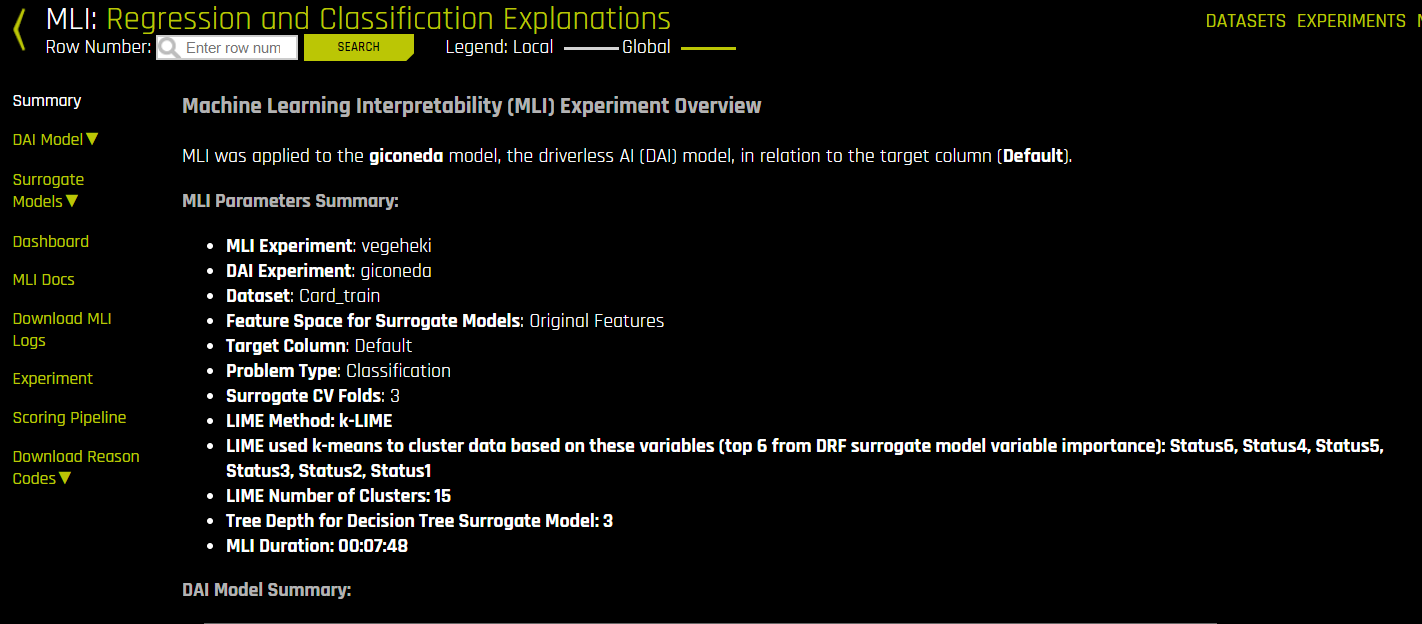 MLI: Regression and Classification Explanations
DATASETS EXPERIMENTS
Row Number: Enter row num SEARCH Legend: Local Global
Summary
DAI Model
Surrogate
Models
Dashboard
MLI Docs
Download MLI
Logs
Experiment
Scoring Pipeline
Download Reason
Codes
Machine Learning Interpretability (MLI) Experiment Overview
MLI was applied to the giconeda model, the driverless AI (DAI) model, in relation to the target column (Default).
MLI Parameters Summary:
MLI Experiment: vegeheki
DAI Experiment: giconeda
Dataset: Card_train
Feature Space for Surrogate Models: Original Features
Target Column: Default
Problem Type: Classification
Surrogate CV Folds: 3
LIME Method: k-LIME
LIME used k-means to cluster data based on these variables (top 6 from DRF surrogate model variable importance): Status6, Status4, Status5,
Status3, Status2, Status1
LIME Number of Clusters: 15
Tree Depth for Decision Tree Surrogate Model: 3
MLI Duration: 00:07:48
DAI Model Summary: